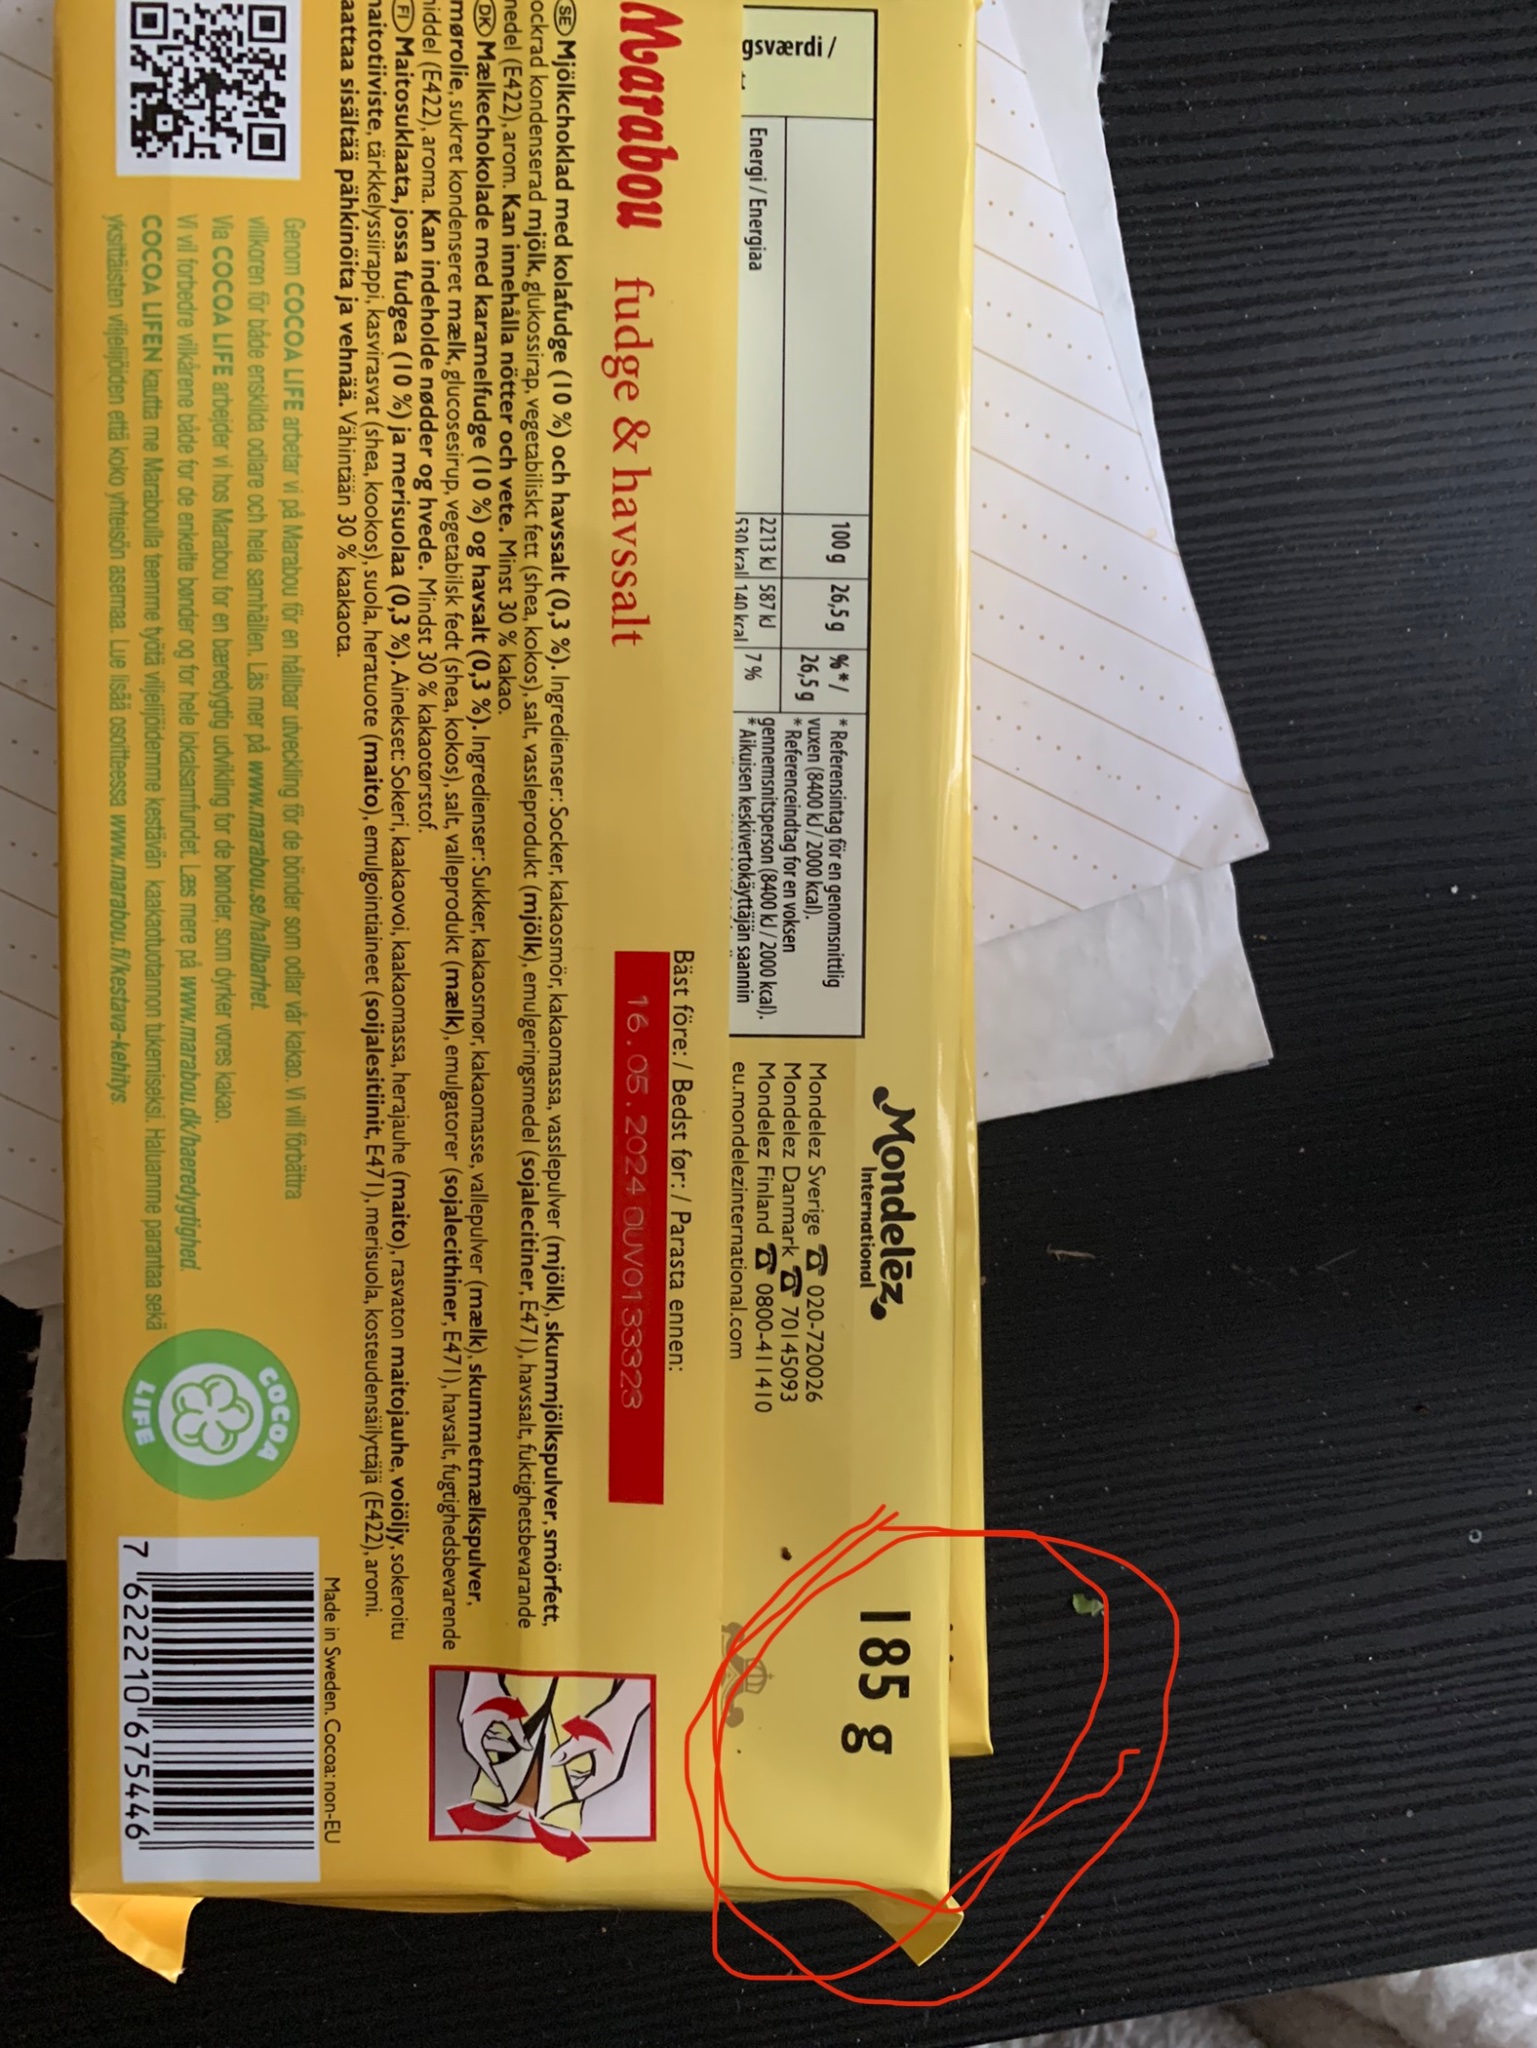 gsværdi /
100 g 26,5 g %*/
26,5 g
Energi / Energiaa 2213 kJ 587 kJ 7 %
530 kcal 140 kcal
* Referensintag för en genomsnittlig
vuxen (8400 kJ / 2000 kcal).
* Referenceindtag for en voksen
gennemsnitsperson (8400 kJ / 2000 kcal).
* Aikuisen keskivertokäyttäjän saannin
Mondelēz
International
Mondelez Sverige ☎ 020-720026
Mondelez Danmark ☎ 70145093
Mondelez Finland ☎ 0800-411410
eu.mondelezinternational.com
185 g
Marabou fudge & havssalt
Bäst före: / Bedst før: / Parasta ennen:
16.05.2024 OUV0133323
SE Mjölkchoklad med kolafudge (10 %) och havssalt (0,3 %). Ingredienser: Socker, kakaosmör, kakaomassa, vasslepulver (mjölk), skummjölkspulver, smörfett,
ockrad kondenserad mjölk, glukossirap, vegetabiliskt fett (shea, kokos), salt, vassleprodukt (mjölk), emulgeringsmedel (sojalecitiner, E471), havssalt, fuktighetsbevarande
nedel (E422), arom. Kan innehålla nötter och vete. Minst 30 % kakao.
DK Mælkechokolade med karamelfudge (10 %) og havsalt (0,3 %). Ingredienser: Sukker, kakaosmør, kakaomasse, vallepulver (mælk), skummetmælkspulver,
mørolie, sukret kondenseret mælk, glucosesirup, vegetabilsk fedt (shea, kokos), salt, valleprodukt (mælk), emulgatorer (sojalecithiner, E471), havsalt, fugtighedsbevarende
niddel (E422), aroma. Kan indeholde nødder og hvede. Mindst 30 % kakaotørstof.
FI Maitosuklaata, jossa fudgea (10 %) ja merisuolaa (0,3 %). Ainekset: Sokeri, kaakaovoi, kaakaomassa, herajauhe (maito), rasvaton maitojauhe, voiöljy, sokeroitu
naitotiiviste, tärkkelyssiirappi, kasvirasvat (shea, kookos), suola, heratuote (maito), emulgointiaineet (soijalesitiinit, E471), merisuola, kosteudensäilyttäjä (E422), aromi.
aattaa sisältää pähkinöitä ja vehnää. Vähintään 30 % kaakaota.
Made in Sweden. Cocoa: non-EU
Genom COCOA LIFE arbetar vi på Marabou för en hållbar utveckling för de bönder som odlar vår kakao. Vi vill förbättra
villkoren för både enskilda odlare och hela samhällen. Läs mer på www.marabou.se/hallbarhet.
Via COCOA LIFE arbejder vi hos Marabou for en bæredygtig udvikling for de bønder, som dyrker vores kakao.
Vi vil forbedre vilkårene både for de enkelte bønder og for hele lokalsamfundet. Læs mere på www.marabou.dk/baeredygtighed.
COCOA LIFEN kautta me Maraboulla teemme työtä viljelijöidemme kestävän kaakaotuotannon tukemiseksi. Haluamme parantaa sekä
yksittäisten viljelijöiden että koko yhteisön asemaa. Lue lisää osoitteessa www.marabou.fi/kestava-kehitys.
COCOA
LIFE
7 622210 675446